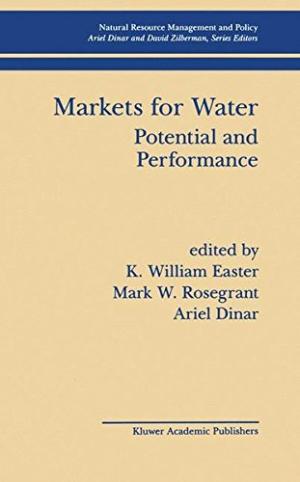 Natural Resource Management and Policy
Ariel Dinar and David Zilberman, Series Editors
Markets for Water
Potential and
Performance
edited by
K. William Easter
Mark W. Rosegrant
Ariel Dinar
Kluwer Academic Publishers